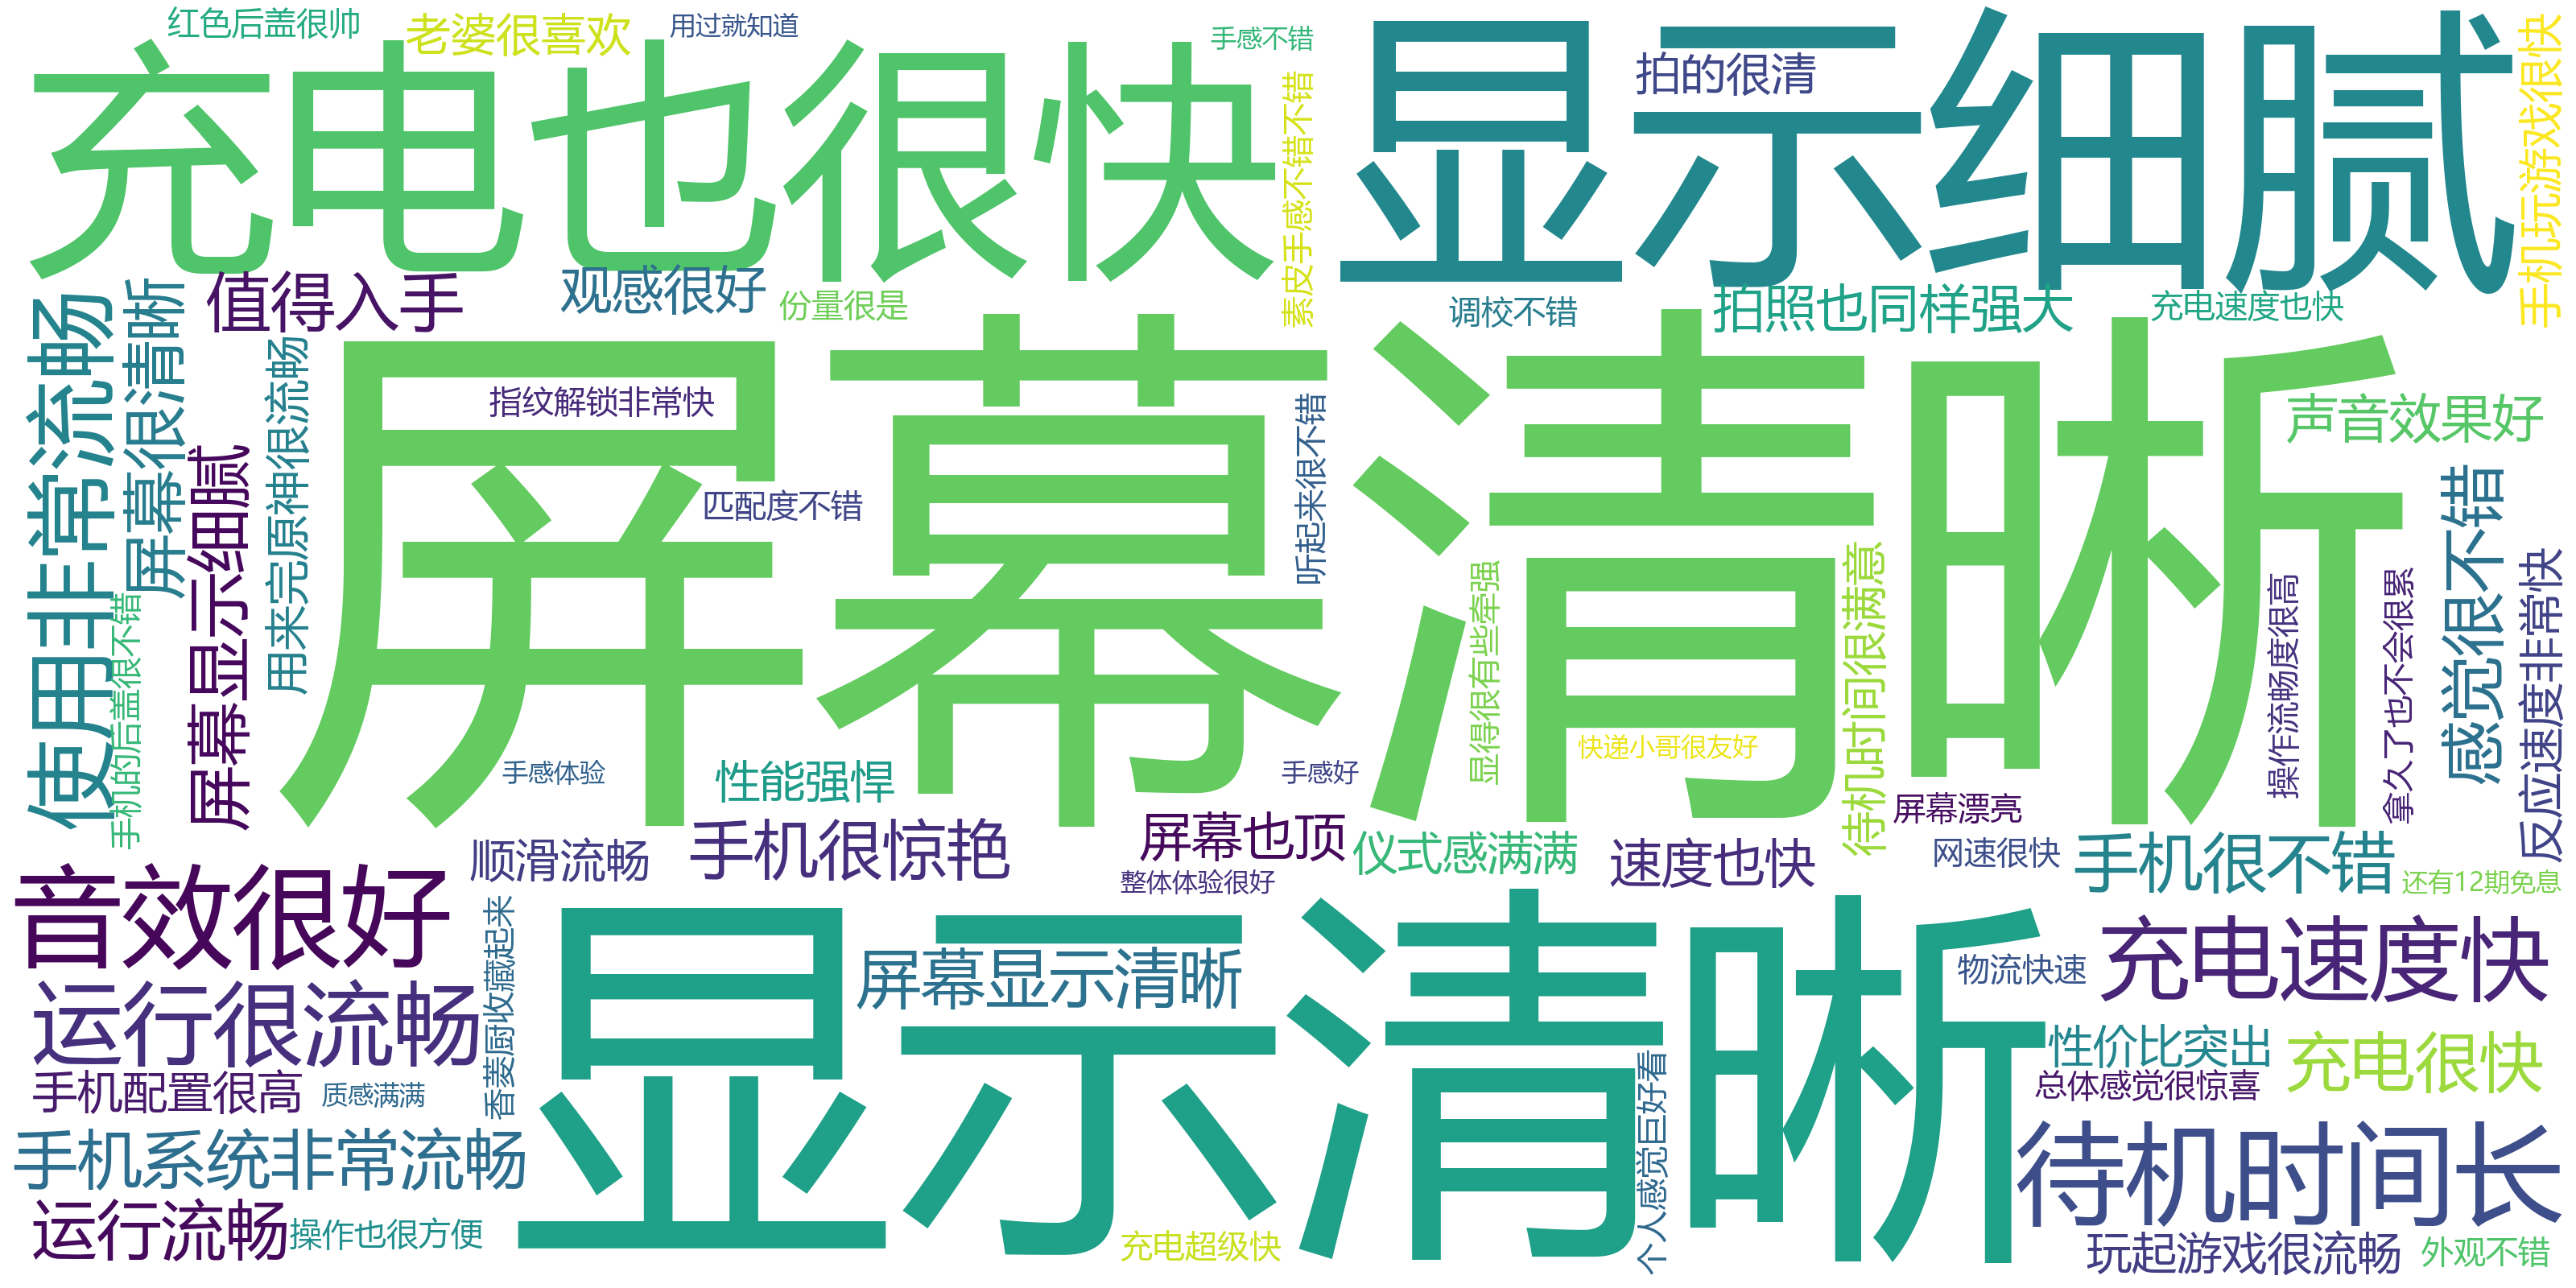 红色后盖很帅
老婆很喜欢
用过就知道
手感不错
充电也很快
素皮手感不错不错
显示细腻
拍的很清
手机玩游戏很快
值得入手
观感很好
份量很是
调校不错
拍照也同样强大
充电速度也快
使用非常流畅
屏幕很清晰
手机的后盖很不错
屏幕显示细腻
用来完原神很流畅
屏幕清晰
指纹解锁非常快
匹配度不错
听起来很不错
声音效果好
感觉很不错
反应速度非常快
显得很有些牵强
待机时间很满意
操作流畅度很高
拿久了也不会很累
快递小哥很友好
手感体验
性能强悍
手感好
屏幕漂亮
顺滑流畅
手机很惊艳
屏幕也顶
整体体验很好
仪式感满满
速度也快
网速很快
手机很不错
还有12期免息
音效很好
香菱厨收藏起来
显示清晰
屏幕显示清晰
物流快速
充电速度快
运行很流畅
手机配置很高
质感满满
个人感觉巨好看
性价比突出
总体感觉很惊喜
充电很快
手机系统非常流畅
待机时间长
运行流畅
操作也很方便
充电超级快
玩起游戏很流畅
外观不错